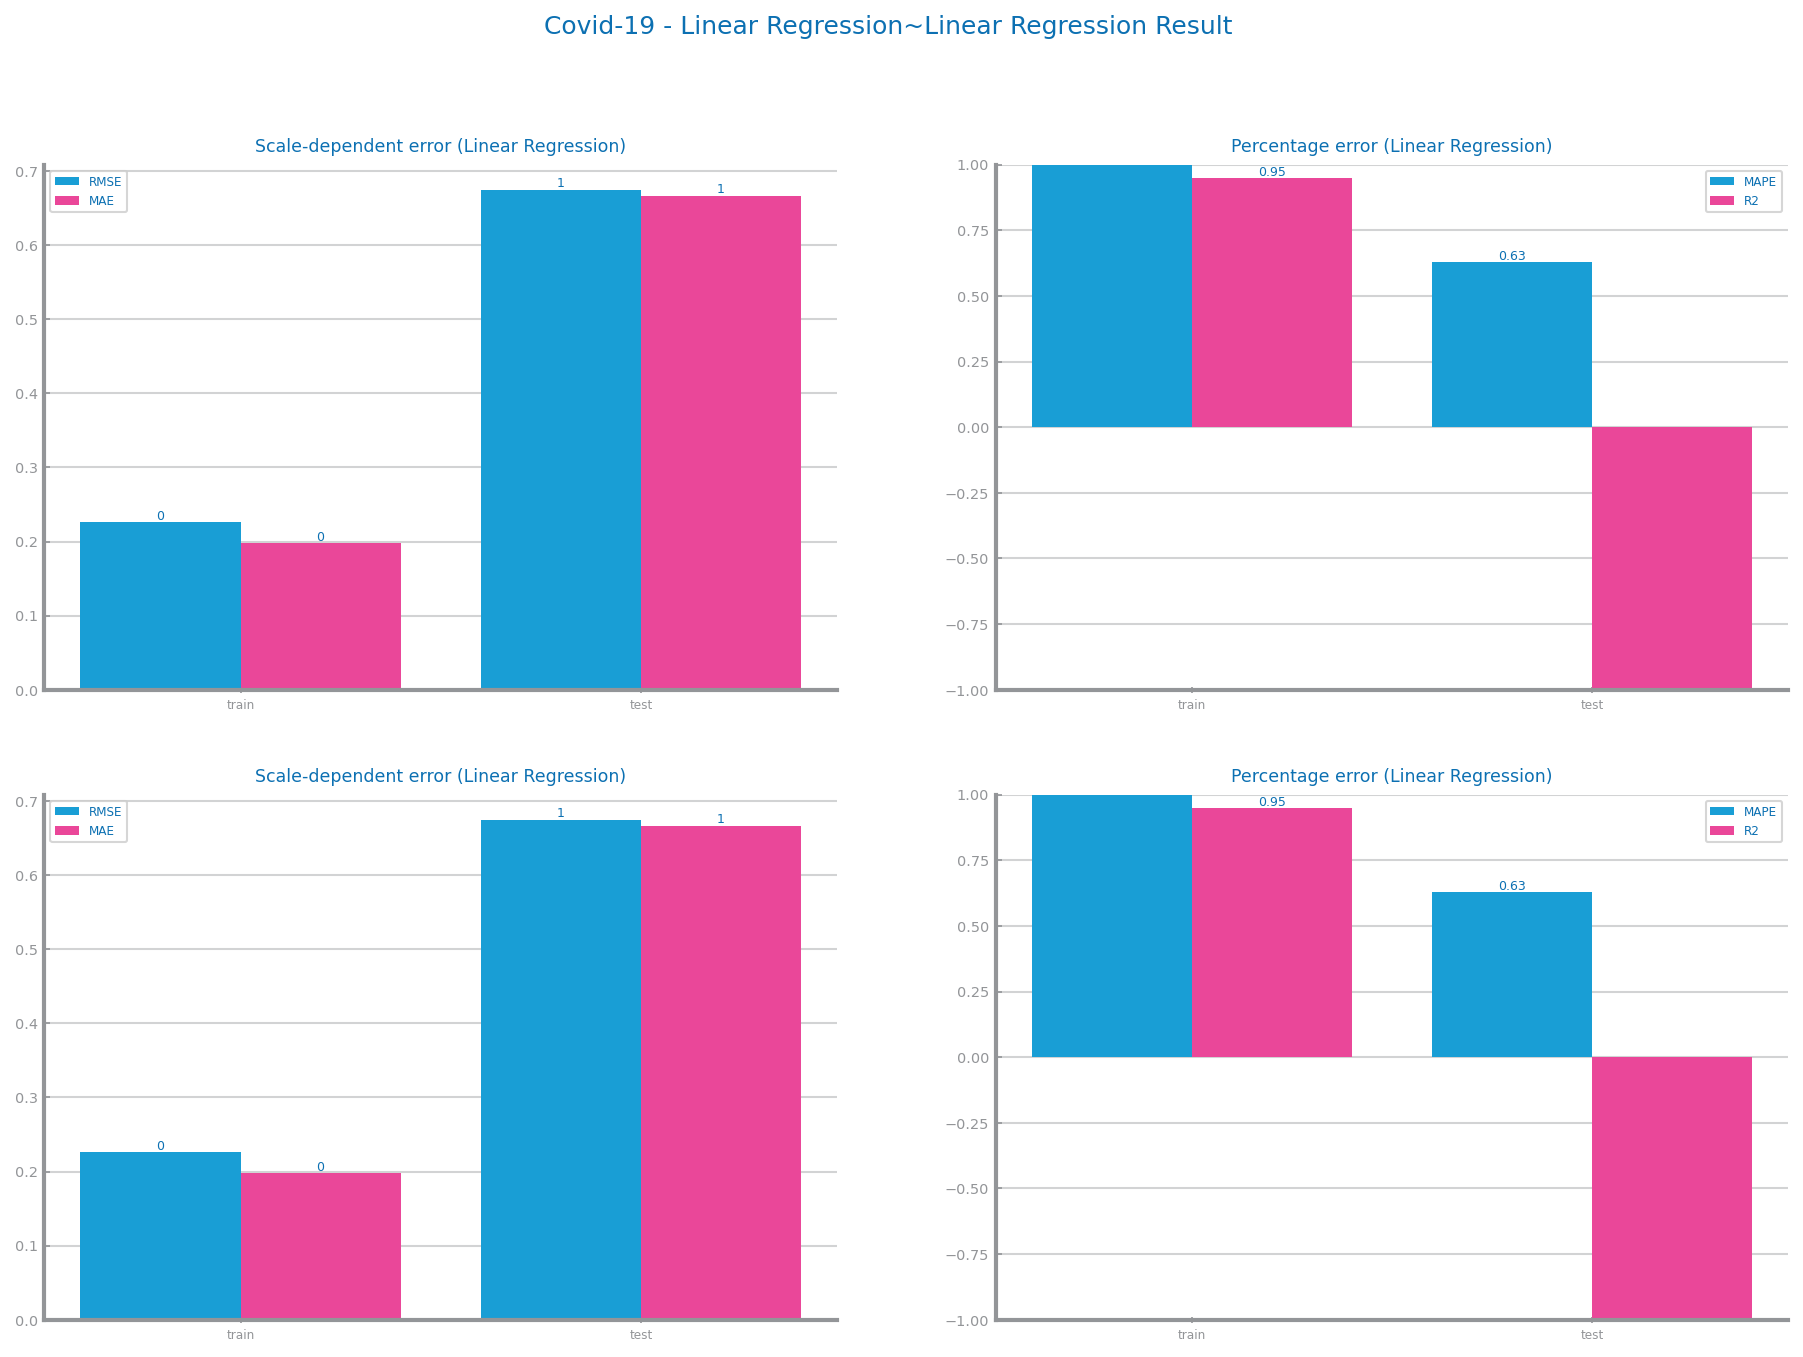 Covid-19 - Linear Regression~Linear Regression Result
Scale-dependent error (Linear Regression)
0.7
0.6
0.5
0.4
0.3
0.2
0.1
0.0
RMSE
MAE
0
0
1
1
train
test
Percentage error (Linear Regression)
1.00
0.75
0.50
0.25
0.00
−0.25
−0.50
−0.75
−1.00
MAPE
R2
0.95
0.63
train
test
Scale-dependent error (Linear Regression)
0.7
0.6
0.5
0.4
0.3
0.2
0.1
0.0
RMSE
MAE
0
0
1
1
train
test
Percentage error (Linear Regression)
1.00
0.75
0.50
0.25
0.00
−0.25
−0.50
−0.75
−1.00
MAPE
R2
0.95
0.63
train
test